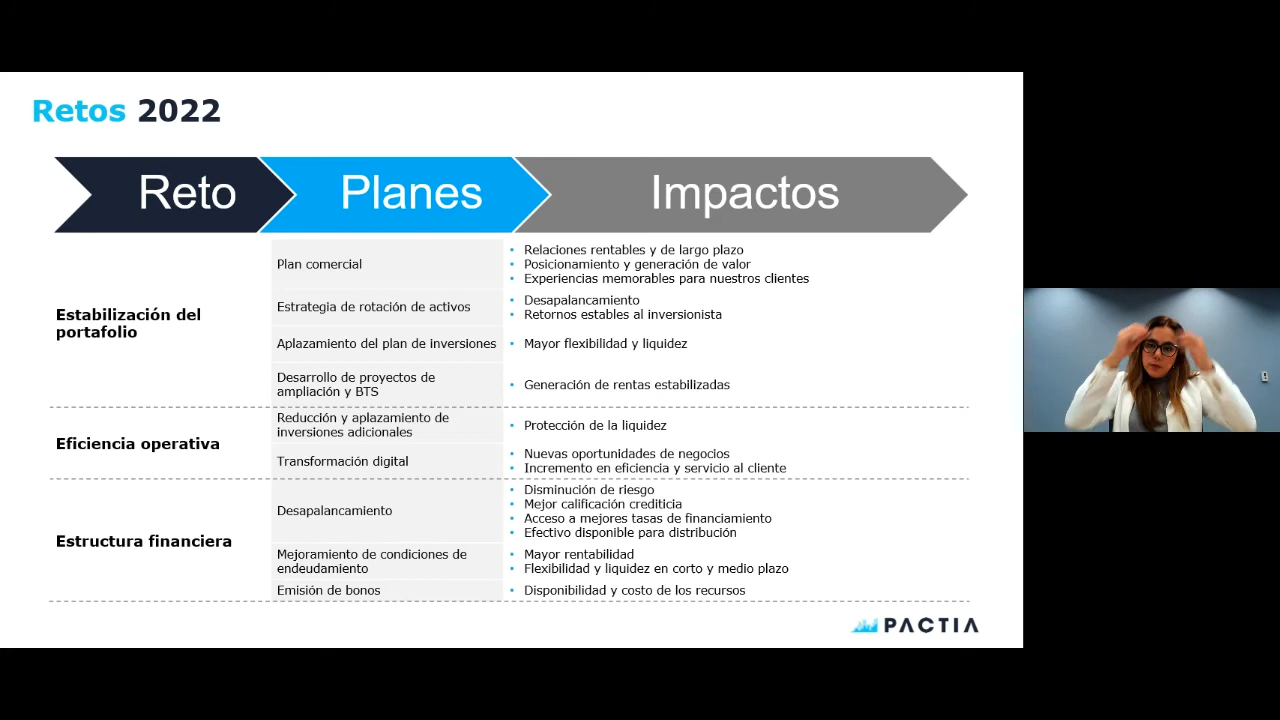 Retos 2022
Reto
Planes
Impactos
Estabilización del
portafolio
Plan comercial
• Relaciones rentables y de largo plazo
• Posicionamiento y generación de valor
• Experiencias memorables para nuestros clientes
Estrategia de rotación de activos
• Desapalancamiento
• Retornos estables al inversionista
Aplazamiento del plan de inversiones
• Mayor flexibilidad y liquidez
Desarrollo de proyectos de
ampliación y BTS
• Generación de rentas estabilizadas
Eficiencia operativa
Reducción y aplazamiento de
inversiones adicionales
• Protección de la liquidez
Transformación digital
• Nuevas oportunidades de negocios
• Incremento en eficiencia y servicio al cliente
Estructura financiera
Desapalancamiento
• Disminución de riesgo
• Mejor calificación crediticia
• Acceso a mejores tasas de financiamiento
• Efectivo disponible para distribución
Mejoramiento de condiciones de
endeudamiento
• Mayor rentabilidad
• Flexibilidad y liquidez en corto y medio plazo
Emisión de bonos
• Disponibilidad y costo de los recursos
PACTIA